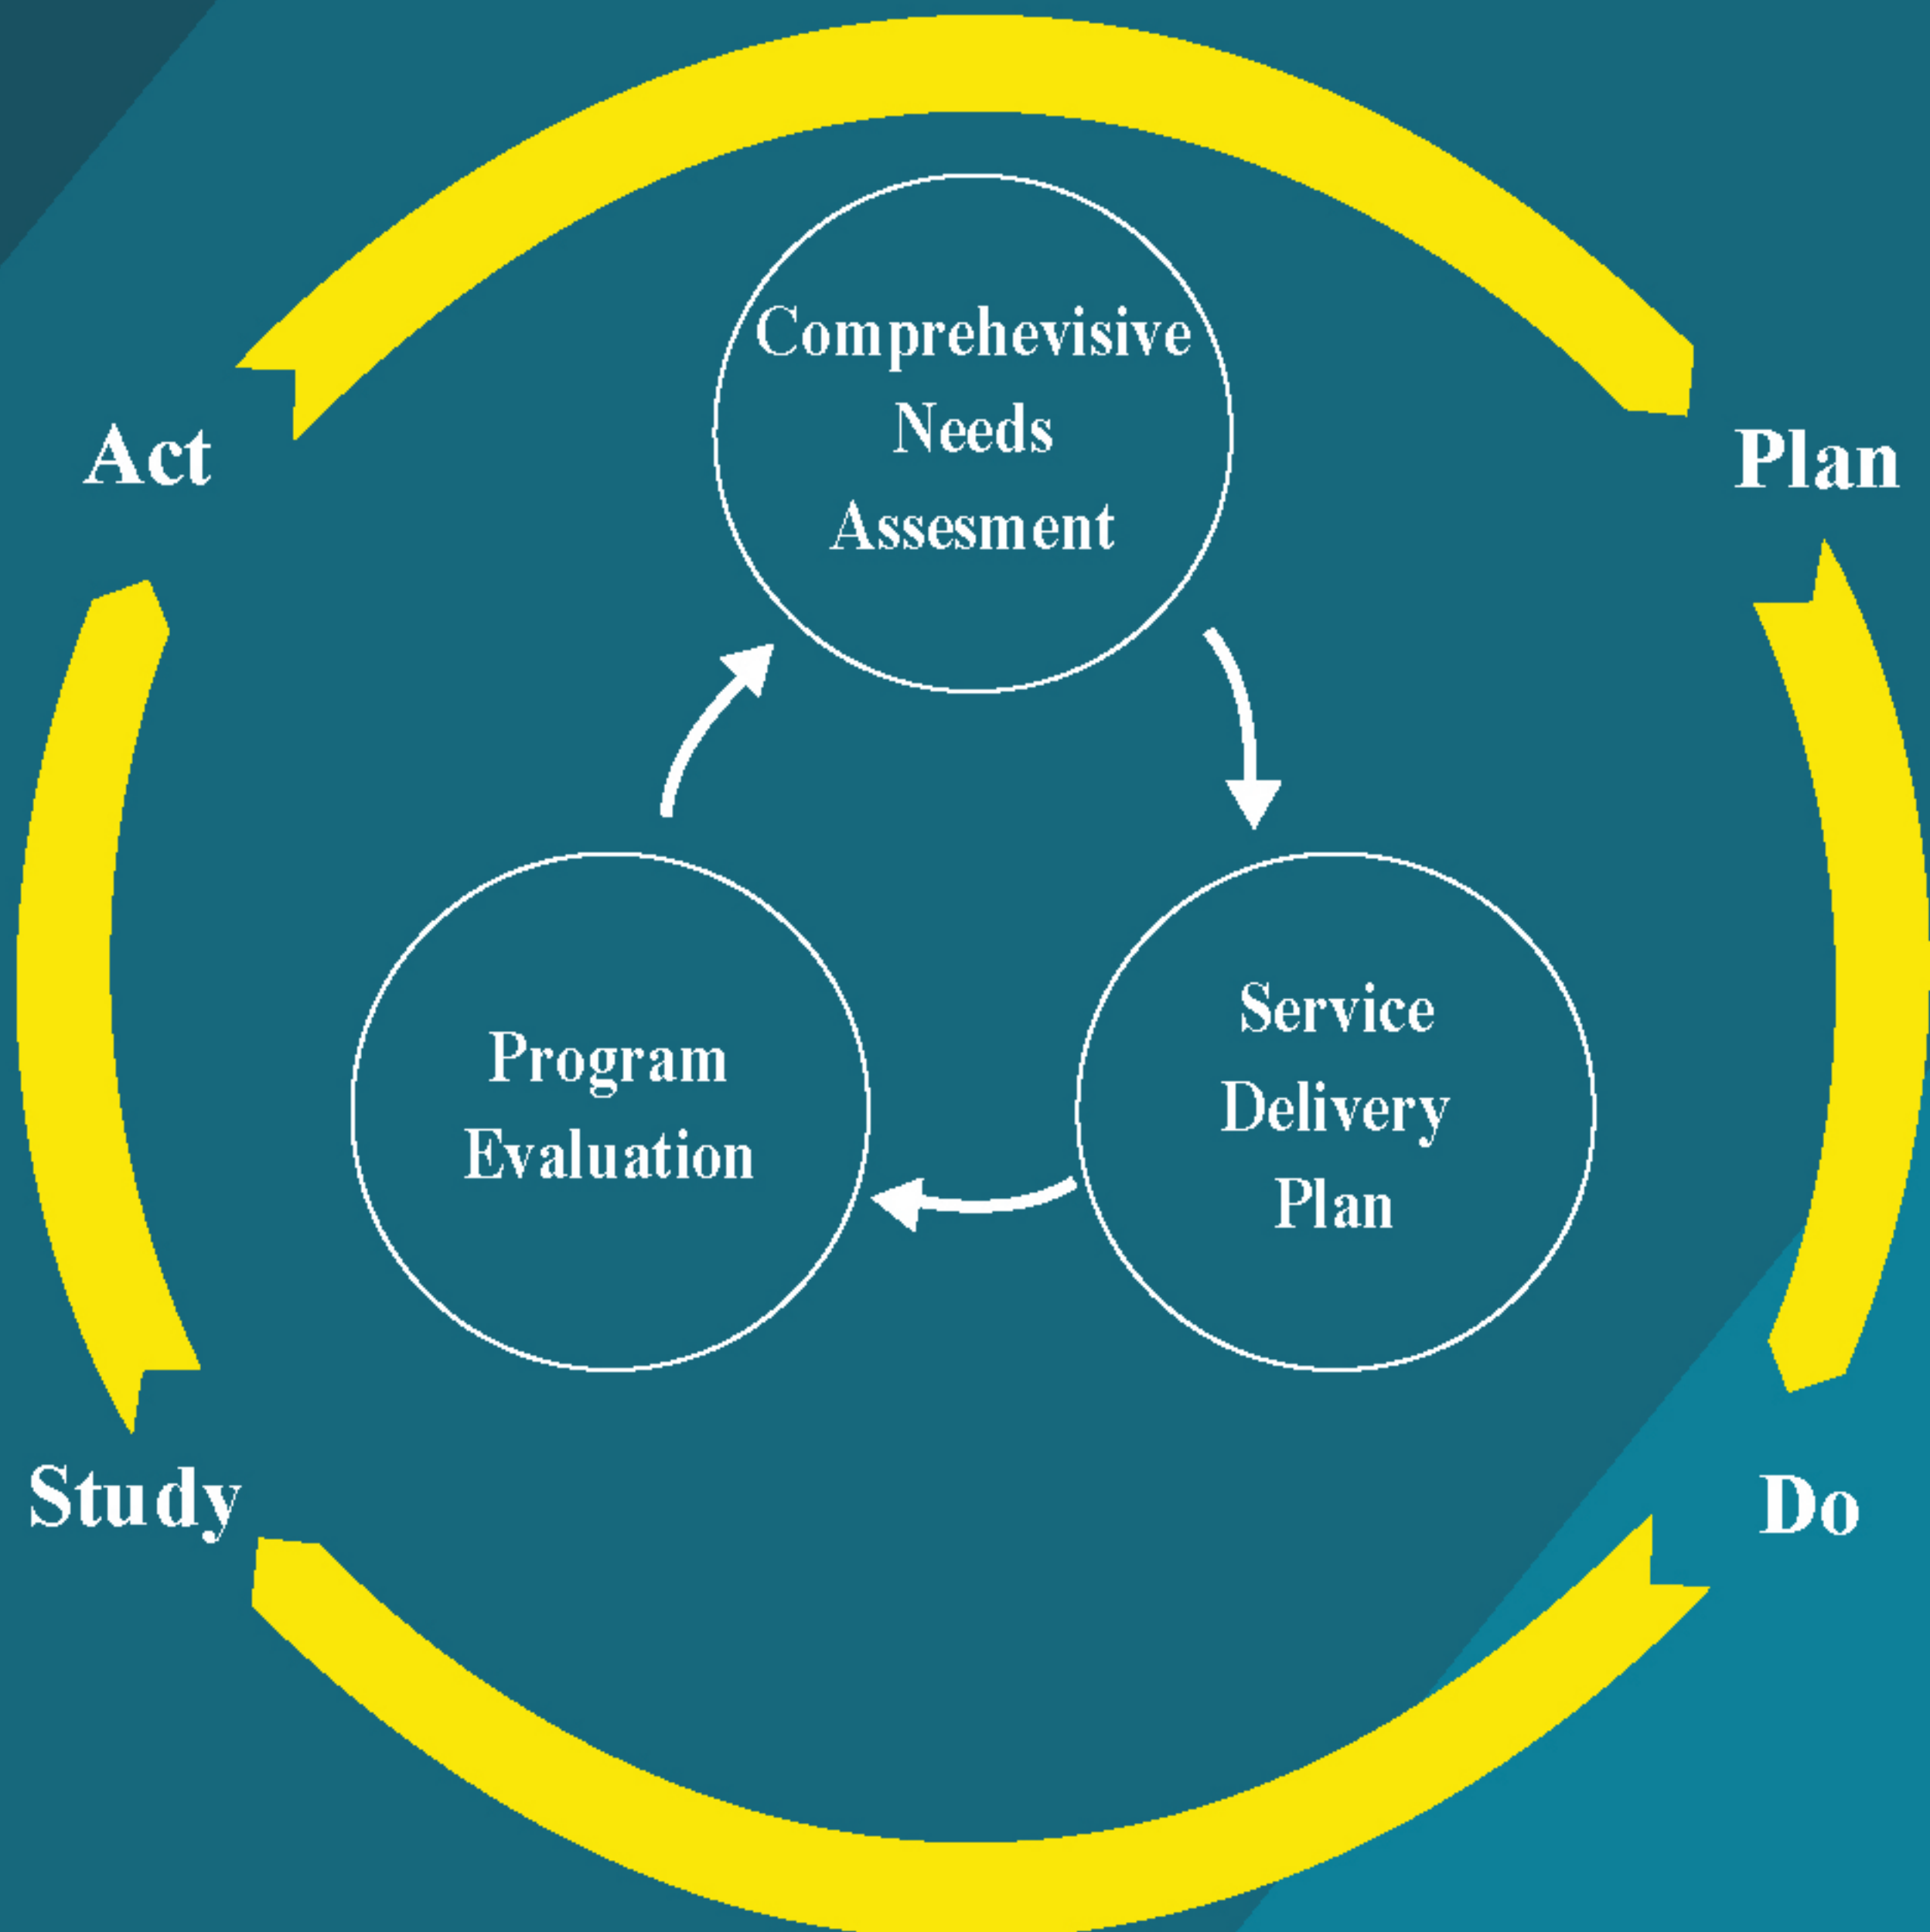 Comprehevisive
Needs
Assesment
Act
Plan
Service
Delivery
Plan
Program
Evaluation
Study
Do